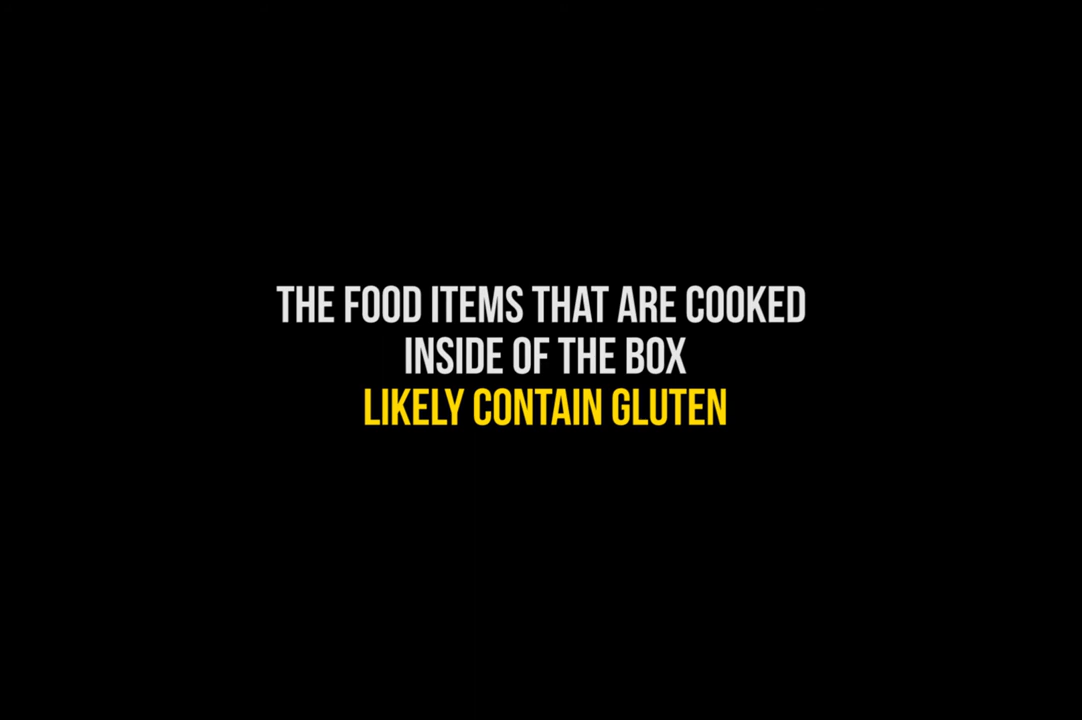 THE FOOD ITEMS THAT ARE COOKED
INSIDE OF THE BOX
LIKELY CONTAIN GLUTEN